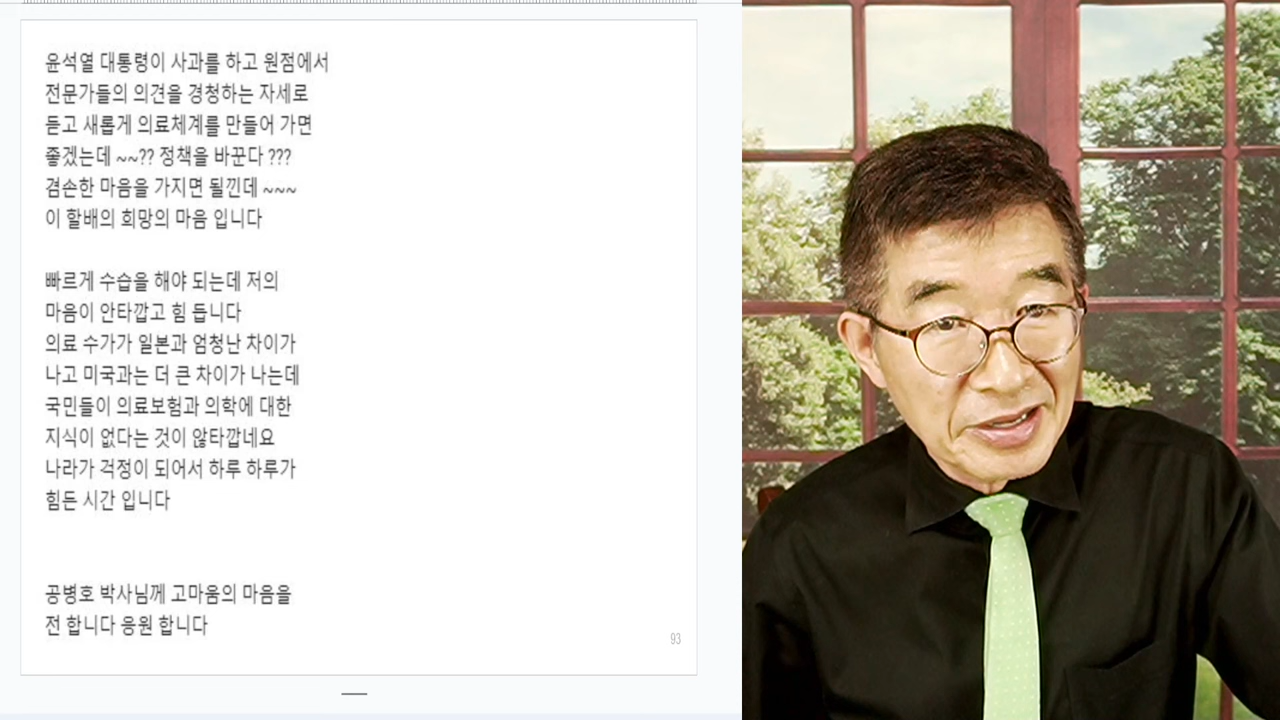 윤석열 대통령이 사과를 하고 원점에서
전문가들의 의견을 경청하는 자세로
듣고 새롭게 의료체계를 만들어 가면
좋겠는데 ~~?? 정책을 바꾼다 ???
겸손한 마음을 가지면 될낀데 ~~~
이 할배의 희망의 마음 입니다
빠르게 수습을 해야 되는데 저의
마음이 안타깝고 힘 듭니다
의료 수가가 일본과 엄청난 차이가
나고 미국과는 더 큰 차이가 나는데
국민들이 의료보험과 의학에 대한
지식이 없다는 것이 않타깝네요
나라가 걱정이 되어서 하루 하루가
힘든 시간 입니다
공병호 박사님께 고마움의 마음을
전 합니다 응원 합니다
93